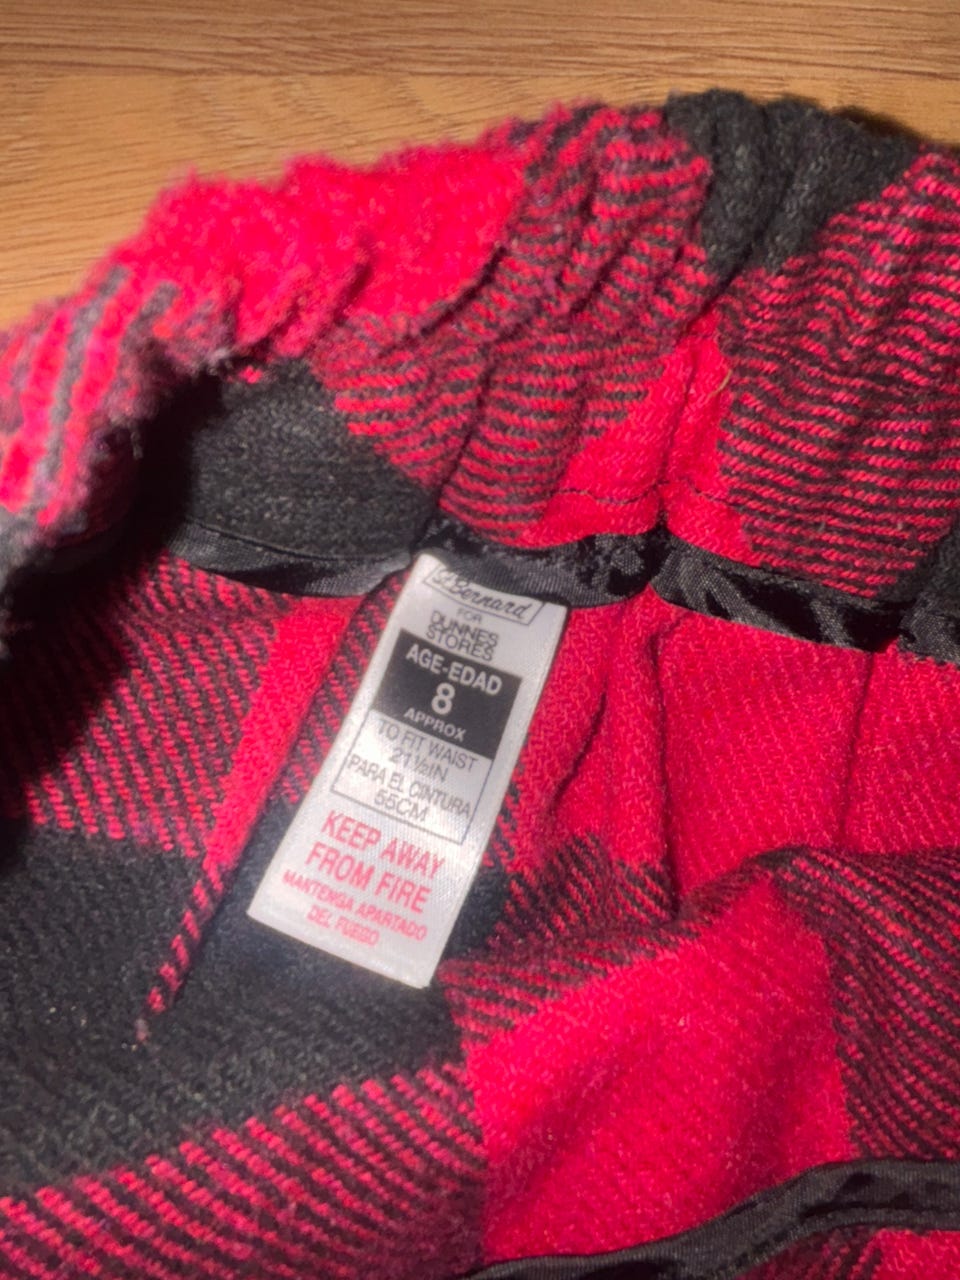 St Bernard
FOR
DUNNES
STORES
AGE-EDAD
8
APPROX
TO FIT WAIST
21½IN
PARA EL CINTURA
55CM
KEEP AWAY
FROM FIRE
MANTENGA APARTADO
DEL FUEGO